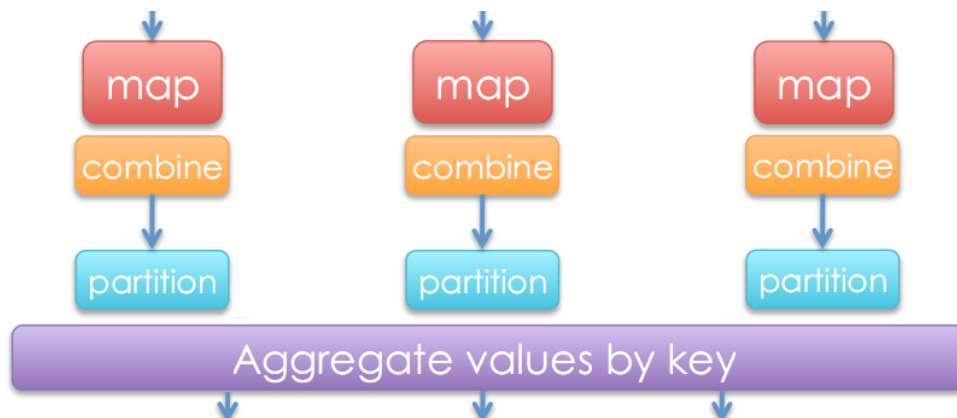 map map map
combine combine combine
partition partition partition
Aggregate values by key